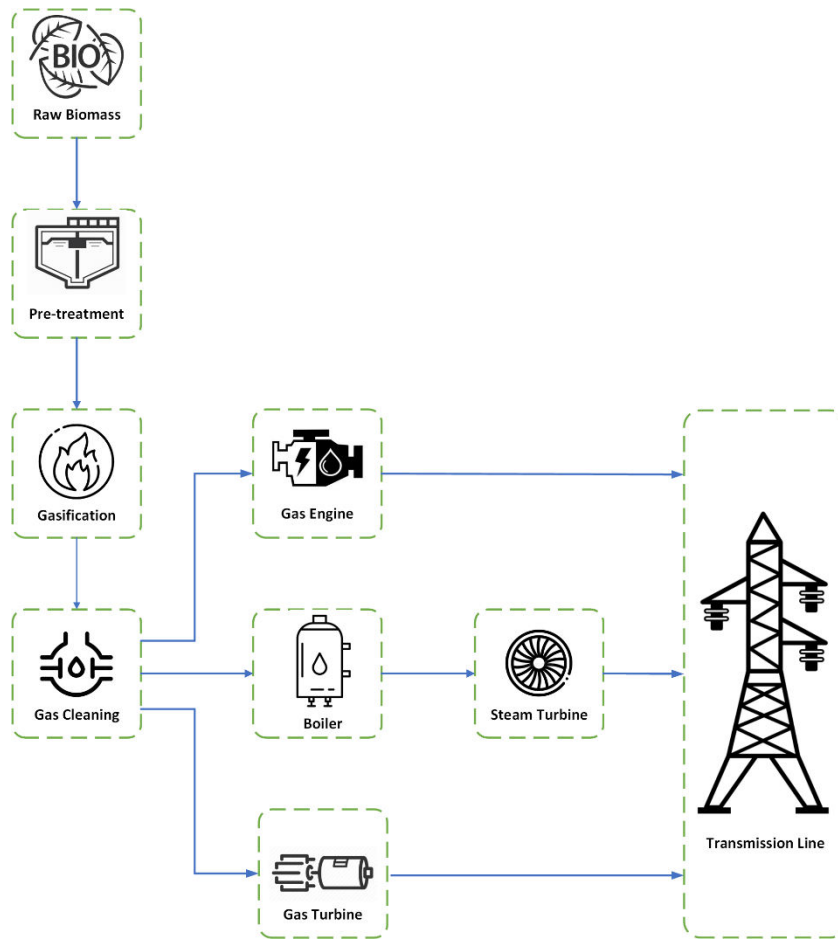 BIO
Raw Biomass
Pre-treatment
Gasification
Gas Engine
Gas Cleaning
Boiler
Steam Turbine
Transmission Line
Gas Turbine